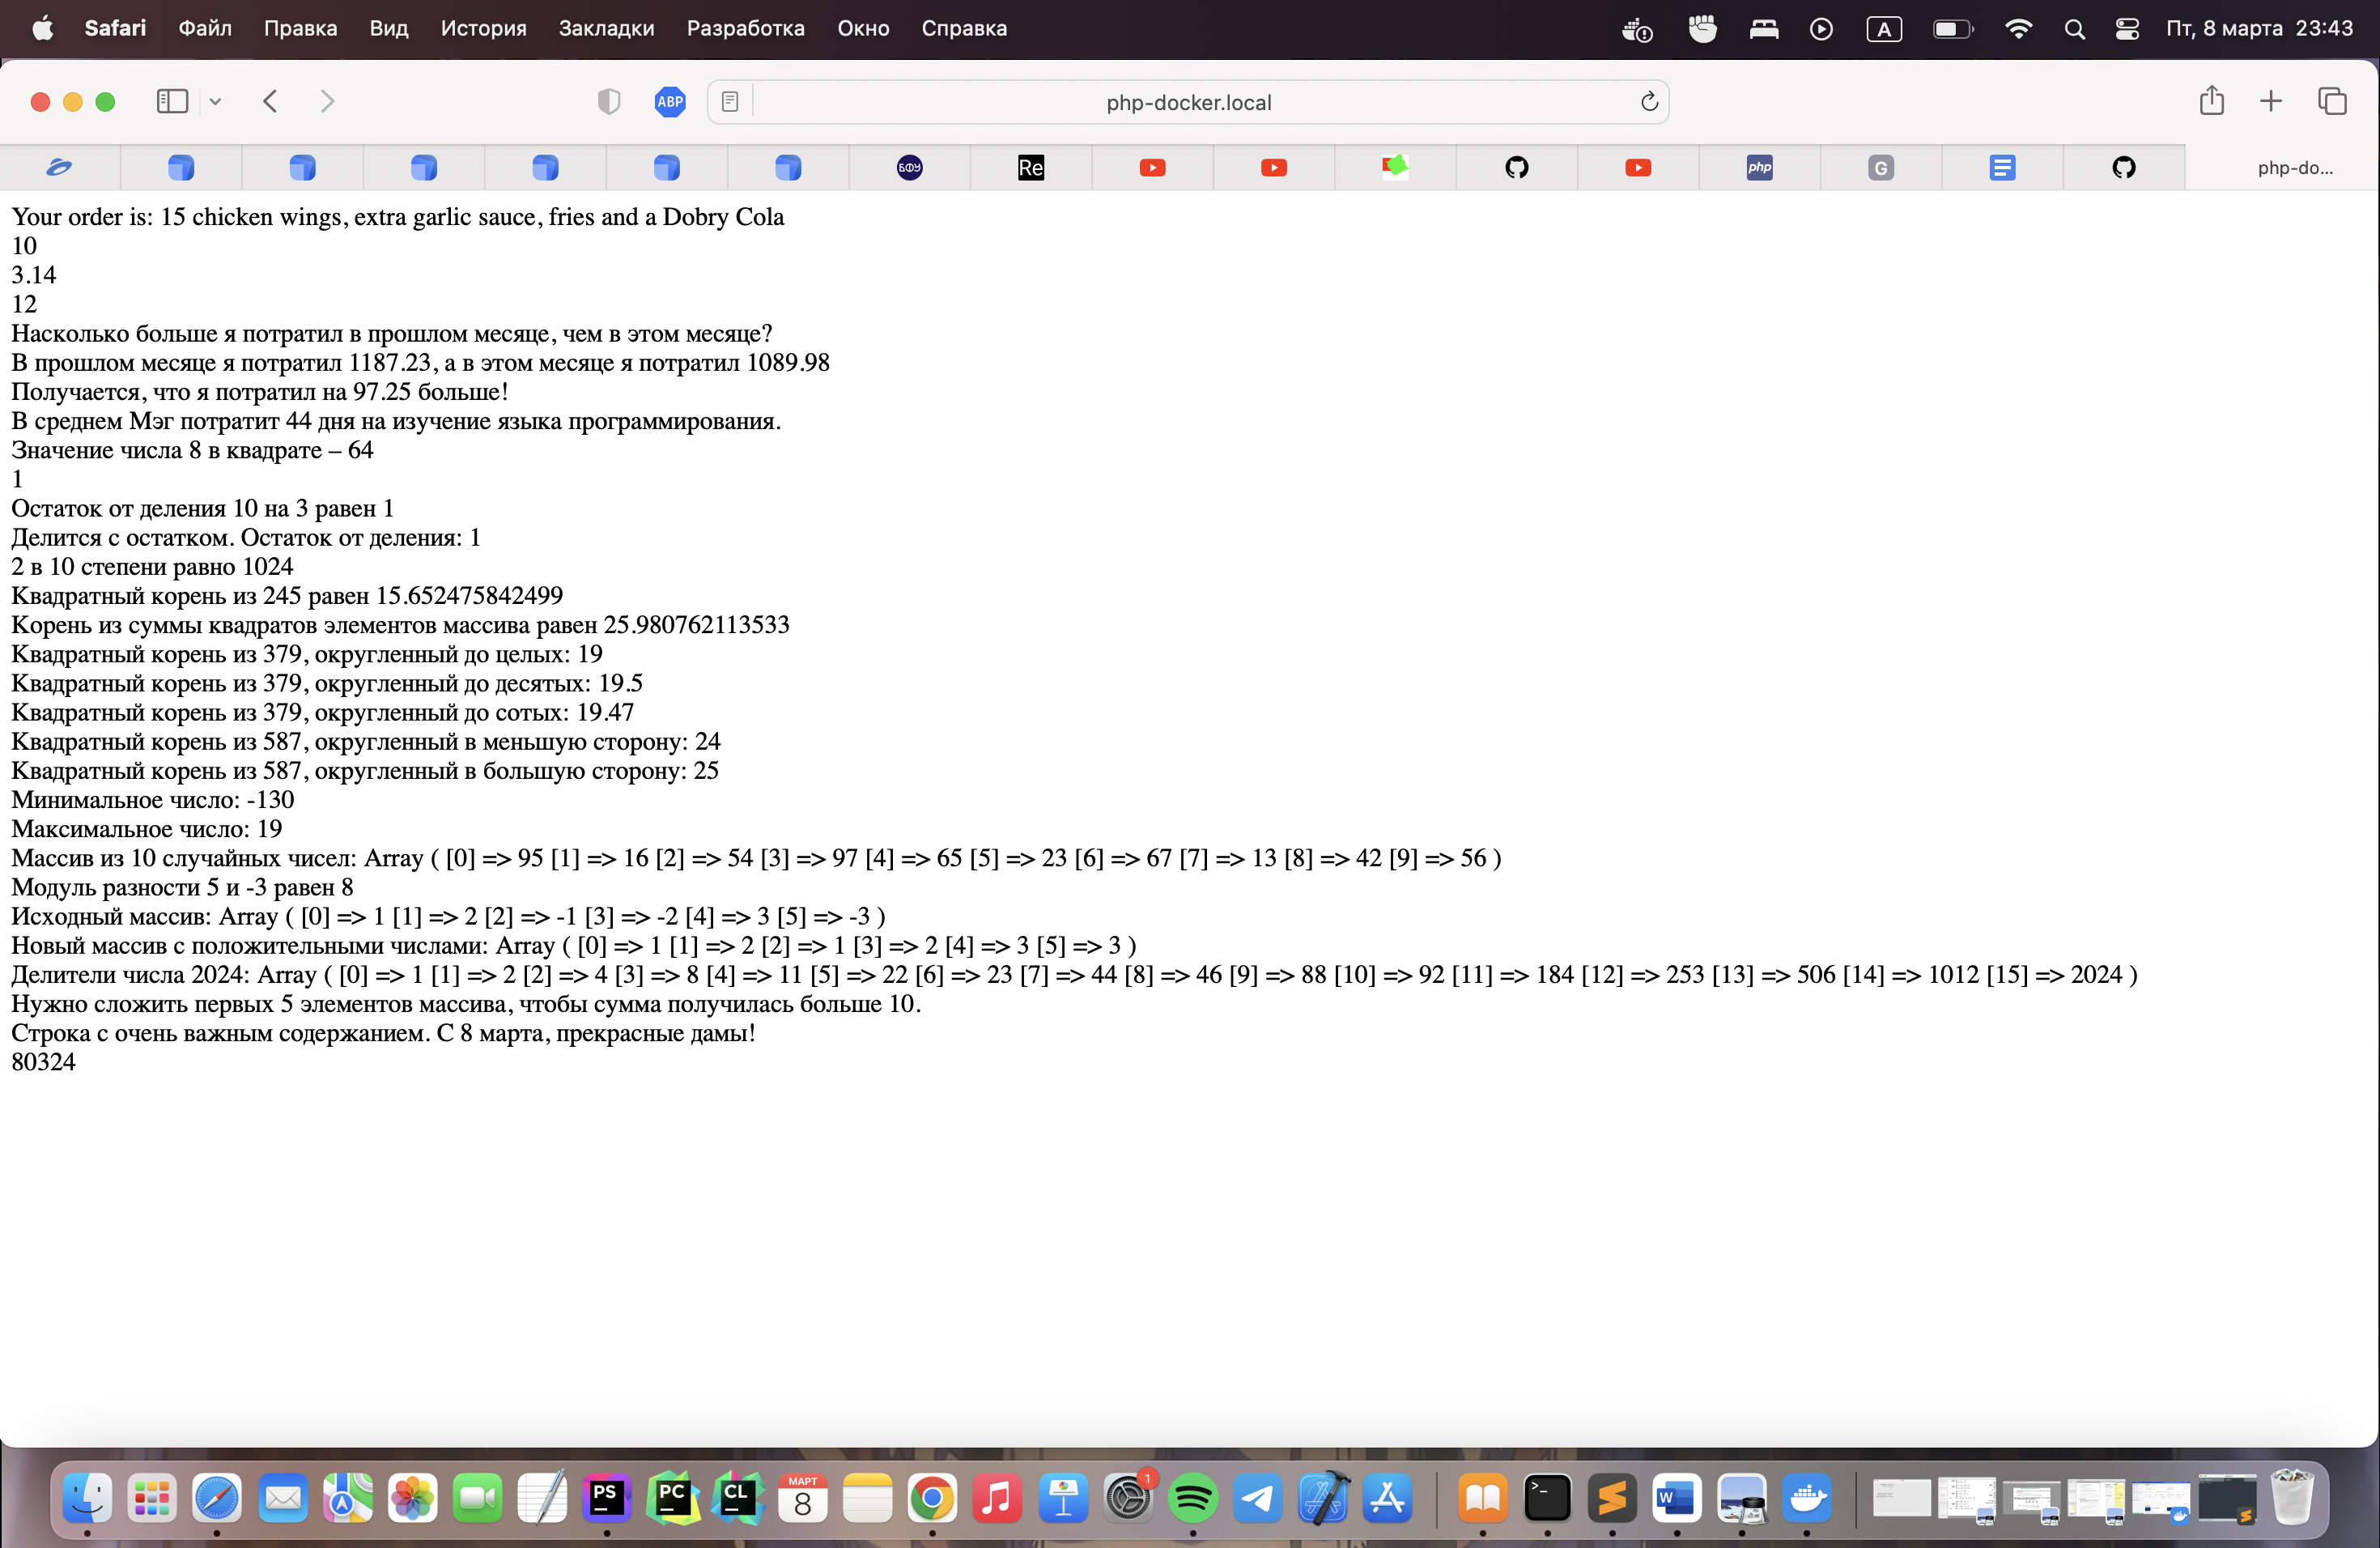 Safari Файл Правка Вид История Закладки Разработка Окно Справка A Пт, 8 марта 23:43
ABP php-docker.local
БФУ Re php G php-do...
Your order is: 15 chicken wings, extra garlic sauce, fries and a Dobry Cola
10
3.14
12
Насколько больше я потратил в прошлом месяце, чем в этом месяце?
В прошлом месяце я потратил 1187.23, а в этом месяце я потратил 1089.98
Получается, что я потратил на 97.25 больше!
В среднем Мэг потратит 44 дня на изучение языка программирования.
Значение числа 8 в квадрате – 64
1
Остаток от деления 10 на 3 равен 1
Делится с остатком. Остаток от деления: 1
2 в 10 степени равно 1024
Квадратный корень из 245 равен 15.652475842499
Корень из суммы квадратов элементов массива равен 25.980762113533
Квадратный корень из 379, округленный до целых: 19
Квадратный корень из 379, округленный до десятых: 19.5
Квадратный корень из 379, округленный до сотых: 19.47
Квадратный корень из 587, округленный в меньшую сторону: 24
Квадратный корень из 587, округленный в большую сторону: 25
Минимальное число: -130
Максимальное число: 19
Массив из 10 случайных чисел: Array ( [0] => 95 [1] => 16 [2] => 54 [3] => 97 [4] => 65 [5] => 23 [6] => 67 [7] => 13 [8] => 42 [9] => 56 )
Модуль разности 5 и -3 равен 8
Исходный массив: Array ( [0] => 1 [1] => 2 [2] => -1 [3] => -2 [4] => 3 [5] => -3 )
Новый массив с положительными числами: Array ( [0] => 1 [1] => 2 [2] => 1 [3] => 2 [4] => 3 [5] => 3 )
Делители числа 2024: Array ( [0] => 1 [1] => 2 [2] => 4 [3] => 8 [4] => 11 [5] => 22 [6] => 23 [7] => 44 [8] => 46 [9] => 88 [10] => 92 [11] => 184 [12] => 253 [13] => 506 [14] => 1012 [15] => 2024 )
Нужно сложить первых 5 элементов массива, чтобы сумма получилась больше 10.
Строка с очень важным содержанием. С 8 марта, прекрасные дамы!
80324
PS PC CL МАРТ 8 1 >_ W